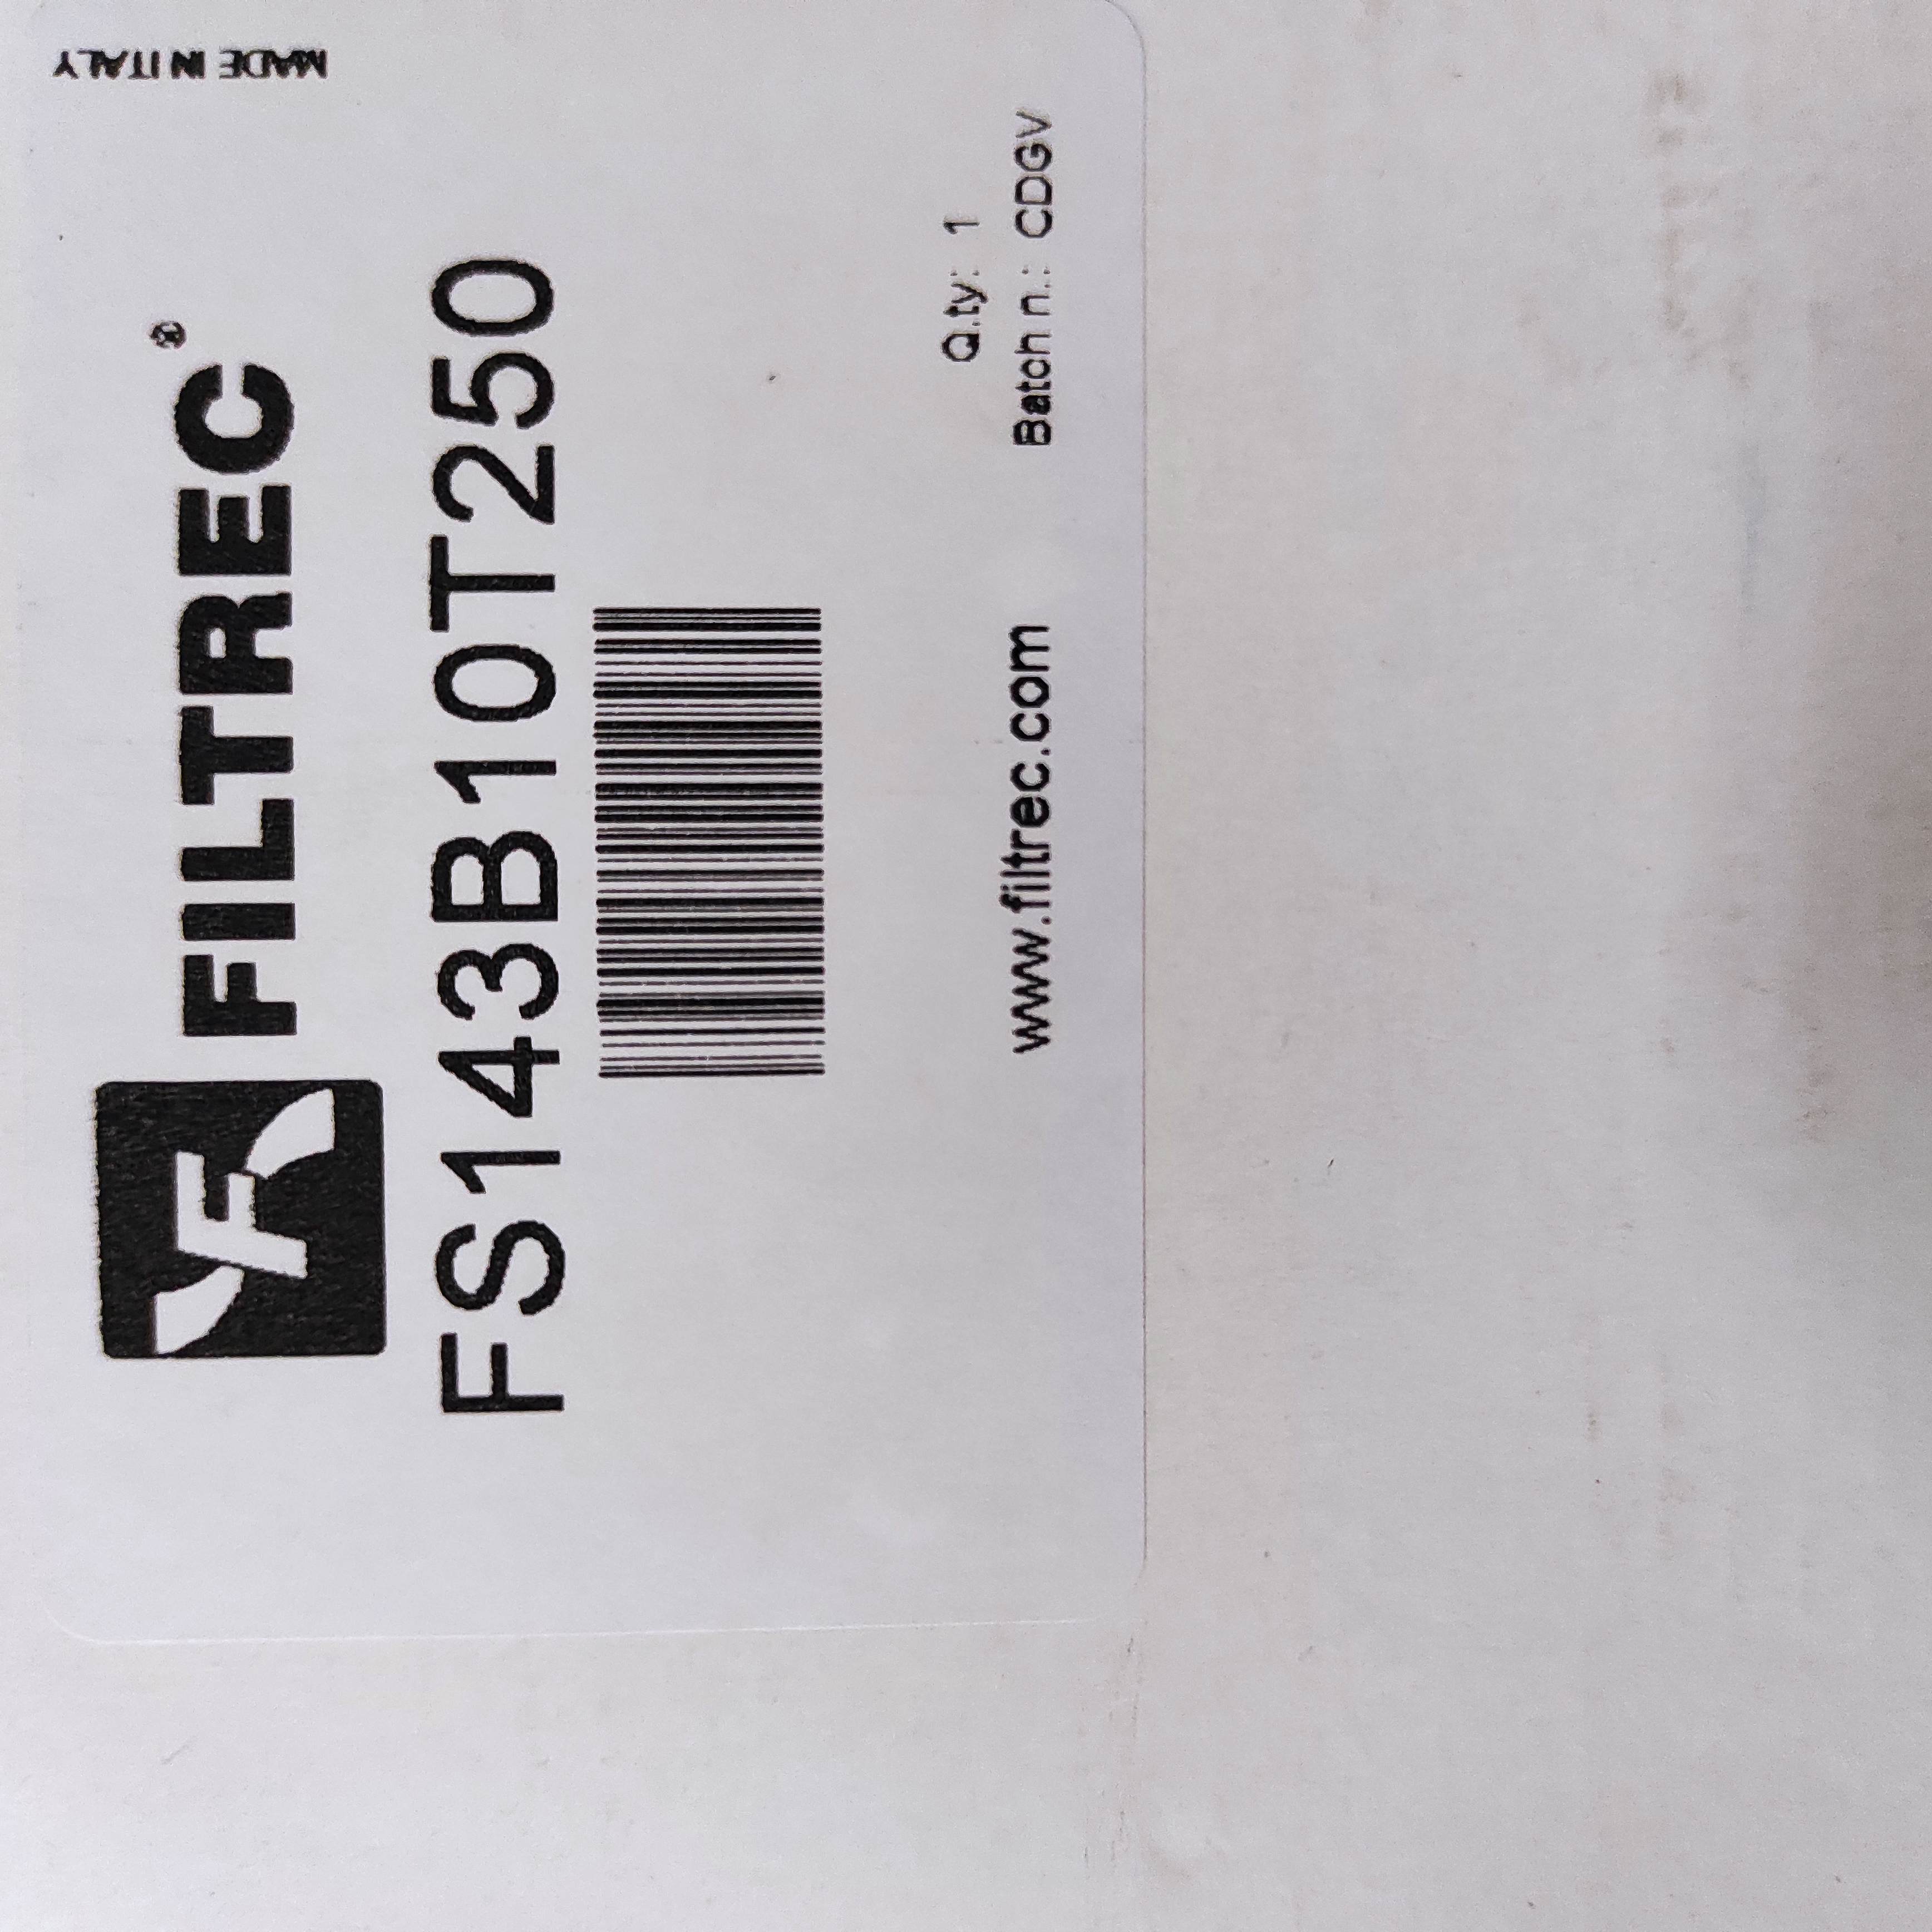 FILTREC®
FS143B10T250
Q.ty: 1
www.filtrec.com Batch n.: CDGV
MADE IN ITALY